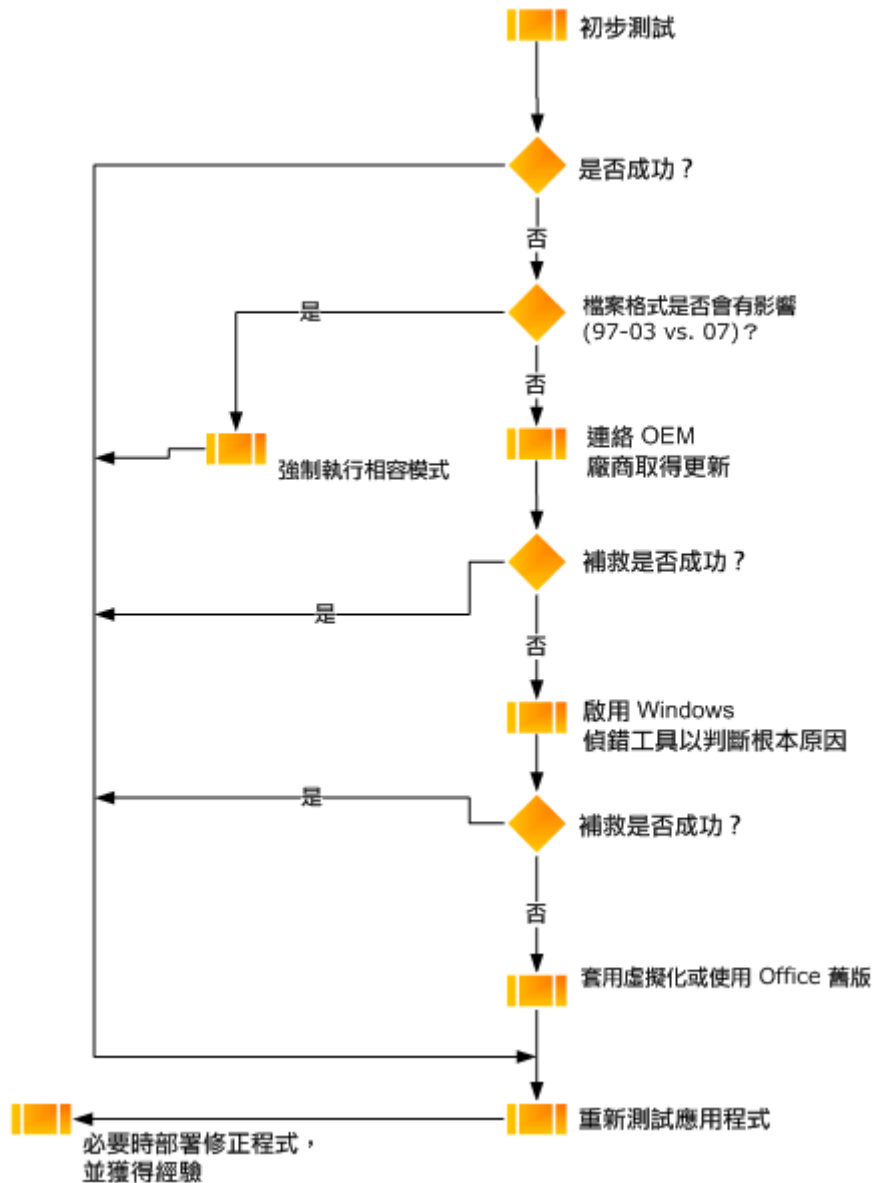 初步測試
是否成功？
否
檔案格式是否會有影響
(97-03 vs. 07)？
是
否
連絡 OEM
廠商取得更新
強制執行相容模式
補救是否成功？
是
否
啟用 Windows
偵錯工具以判斷根本原因
是
補救是否成功？
否
套用虛擬化或使用 Office 舊版
重新測試應用程式
必要時部署修正程式，
並獲得經驗